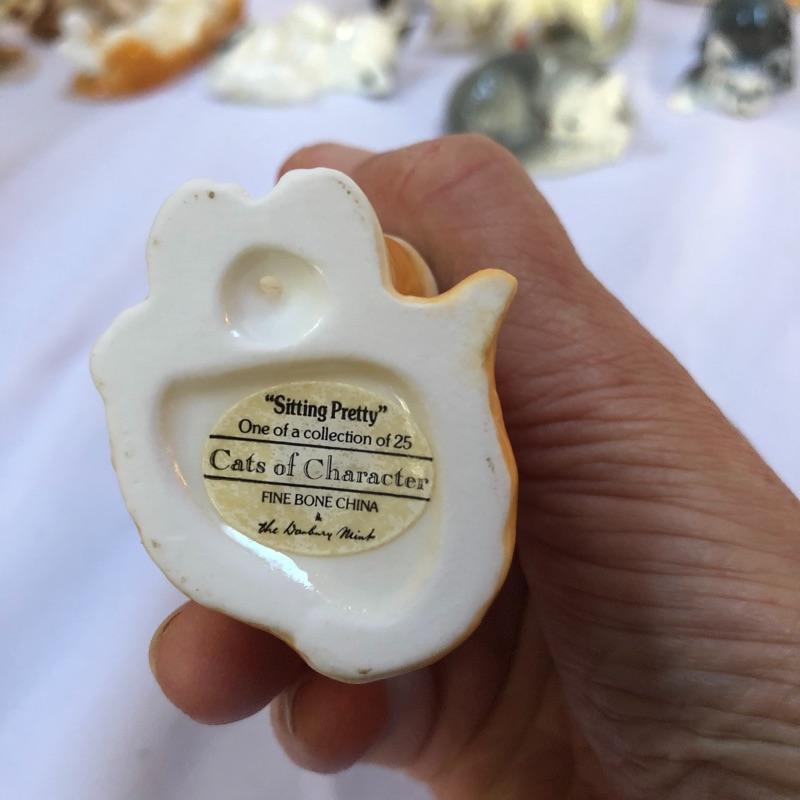 "Sitting Pretty"
One of a collection of 25
Cats of Character
FINE BONE CHINA
&
the Danbury Mint